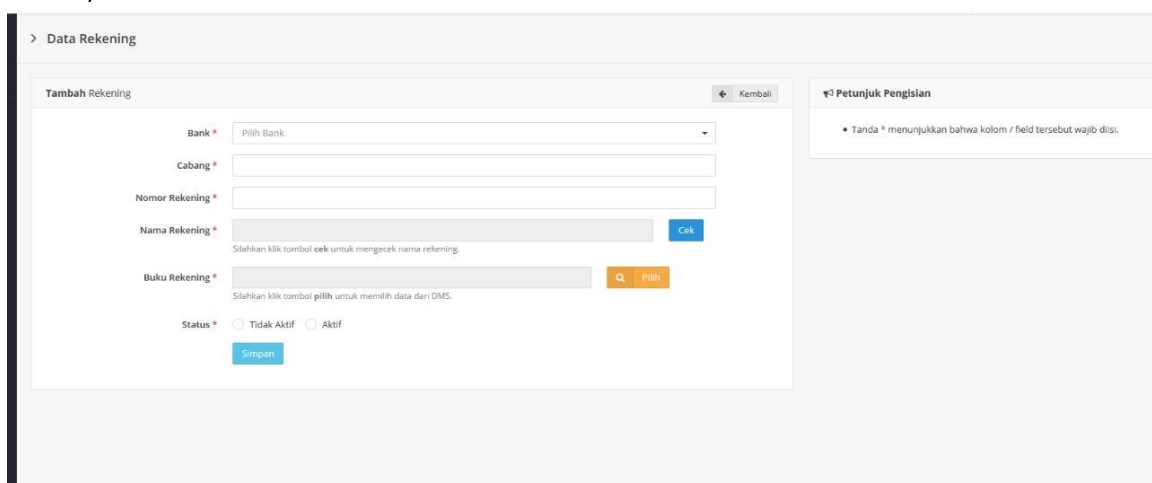 Data Rekening
Tambah Rekening
Kembali
Bank *
Pilih Bank
Cabang *
Nomor Rekening *
Nama Rekening *
Cek
Silahkan klik tombol cek untuk mengecek nama rekening.
Buku Rekening *
Pilih
Silahkan klik tombol pilih untuk memilih data dari DMS.
Status *
Tidak Aktif
Aktif
Simpan
Petunjuk Pengisian
Tanda * menunjukkan bahwa kolom / field tersebut wajib diisi.